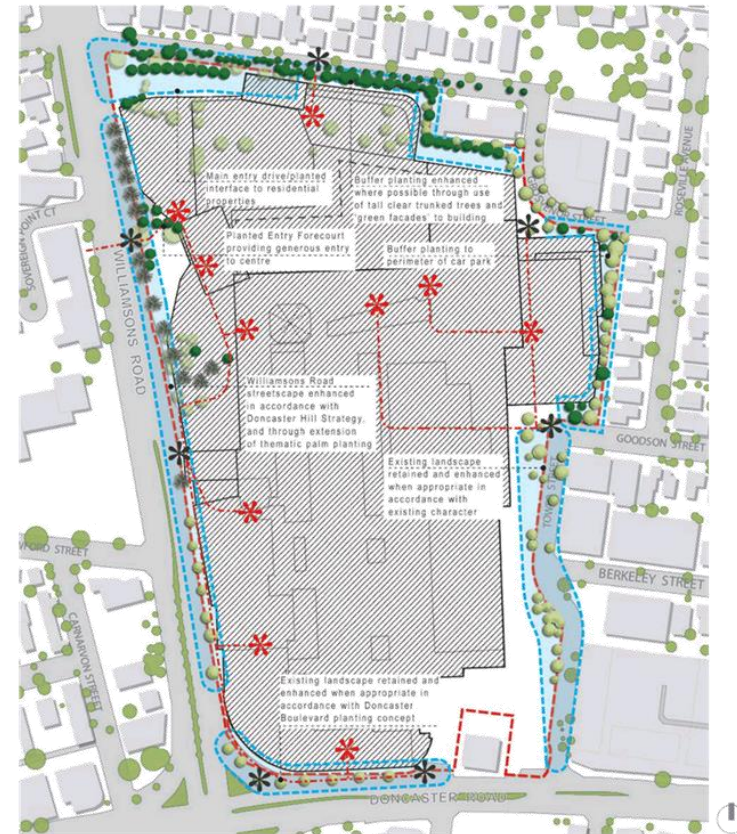 SOVEREIGN POINT CT
WILLIAMSONS ROAD
ROSEVILLE AVENUE
Main entry drive/planted
interface to residential
properties
Buffer planting enhanced
where possible through use
of tall clear trunked trees and
'green facades' to building
Planted Entry Forecourt
providing generous entry
to centre
Buffer planting to
perimeter of car park
Williamsons Road
streetscape enhanced
in accordance with
Doncaster Hill Strategy,
and through extension
of thematic palm planting
GOODSON STREET
Existing landscape
retained and enhanced
when appropriate in
accordance with
existing character
BERKELEY STREET
STREET
CARNARVON STREET
Existing landscape retained and
enhanced when appropriate in
accordance with Doncaster
Boulevard planting concept
DONCASTER ROAD